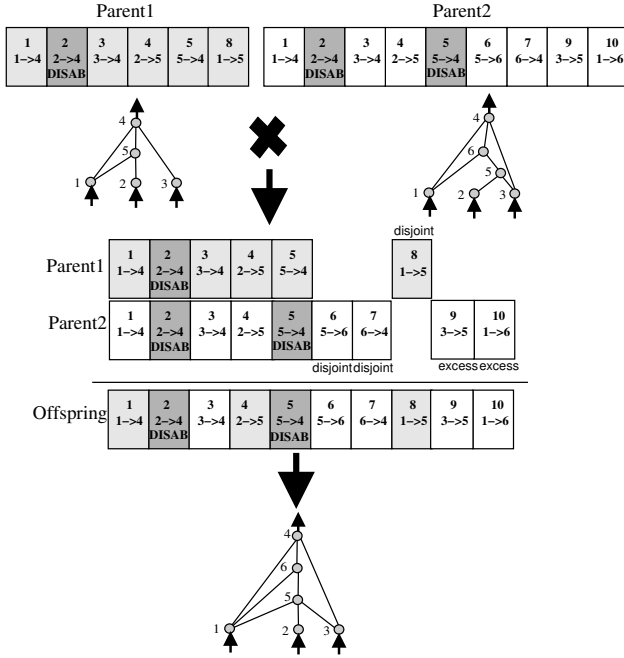 Parent1 Parent2
1 2 3 4 5 8 1 2 3 4 5 6 7 9 10
1–>4 2–>4 3–>4 2–>5 5–>4 1–>5 1–>4 2–>4 3–>4 2–>5 5–>4 5–>6 6–>4 3–>5 1–>6
DISAB DISAB DISAB
4 4
5 6
5
1 2 3 1 2 3
disjoint
Parent1 1 2 3 4 5 8
1–>4 2–>4 3–>4 2–>5 5–>4 1–>5
DISAB
Parent2 1 2 3 4 5 6 7 9 10
1–>4 2–>4 3–>4 2–>5 5–>4 5–>6 6–>4 3–>5 1–>6
DISAB DISAB
disjoint disjoint excess excess
Offspring 1 2 3 4 5 6 7 8 9 10
1–>4 2–>4 3–>4 2–>5 5–>4 5–>6 6–>4 1–>5 3–>5 1–>6
DISAB DISAB
4
6
5
1 2 3